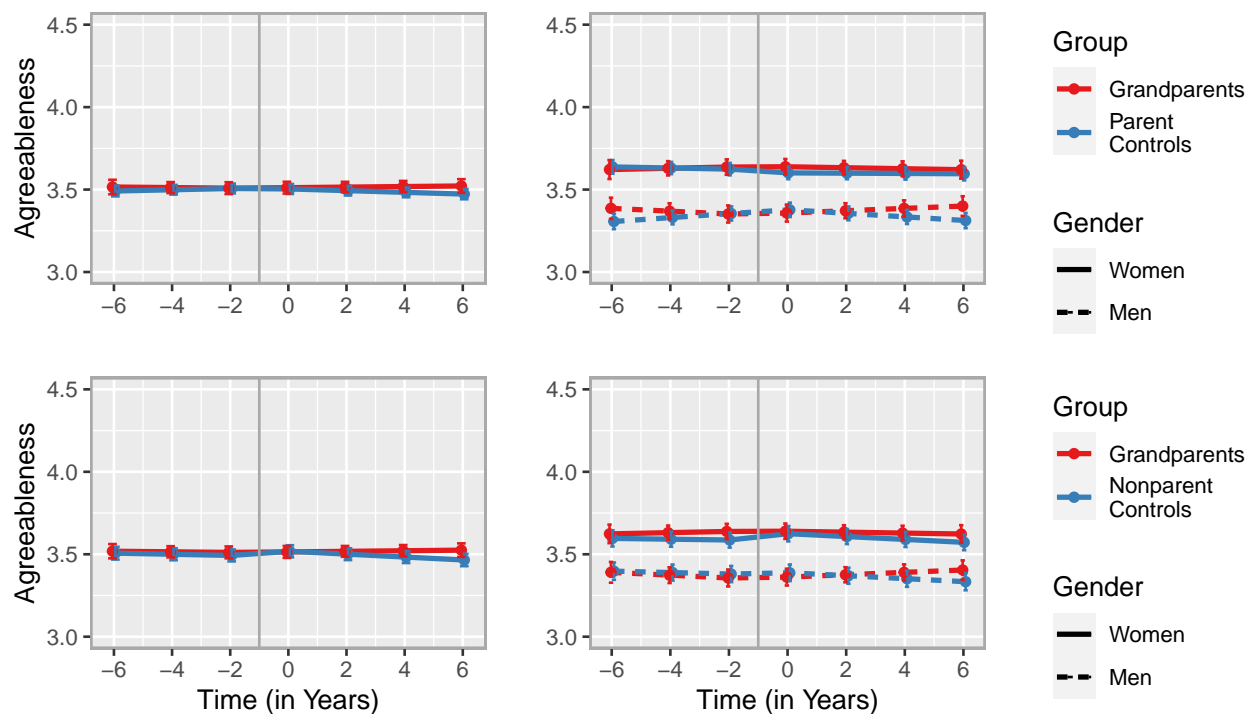 Agreeableness
4.5
4.0
3.5
3.0
−6 −4 −2 0 2 4 6
4.5
4.0
3.5
3.0
−6 −4 −2 0 2 4 6
Group
Grandparents
Parent
Controls
Gender
Women
Men
Agreeableness
4.5
4.0
3.5
3.0
−6 −4 −2 0 2 4 6
Time (in Years)
4.5
4.0
3.5
3.0
−6 −4 −2 0 2 4 6
Time (in Years)
Group
Grandparents
Nonparent
Controls
Gender
Women
Men